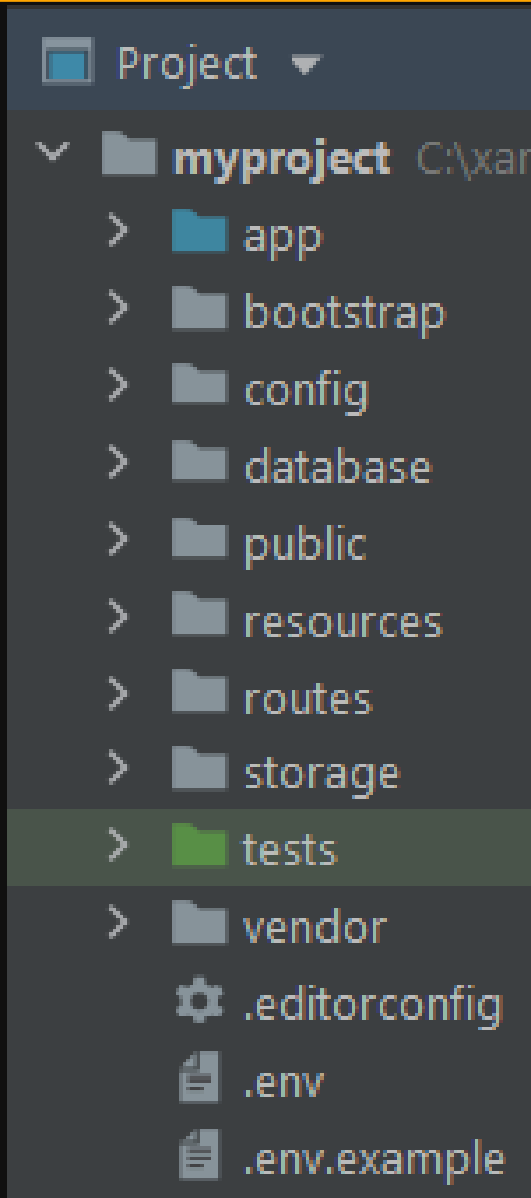 Project
myproject C:\xar
app
bootstrap
config
database
public
resources
routes
storage
tests
vendor
.editorconfig
.env
.env.example